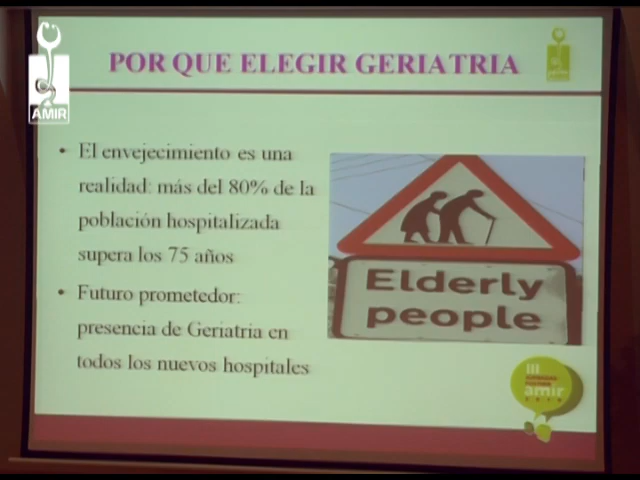 AMIR
POR QUE ELEGIR GERIATRIA
• El envejecimiento es una
realidad: más del 80% de la
población hospitalizada
supera los 75 años
• Futuro prometedor:
presencia de Geriatria en
todos los nuevos hospitales
Elderly
people
III
amir